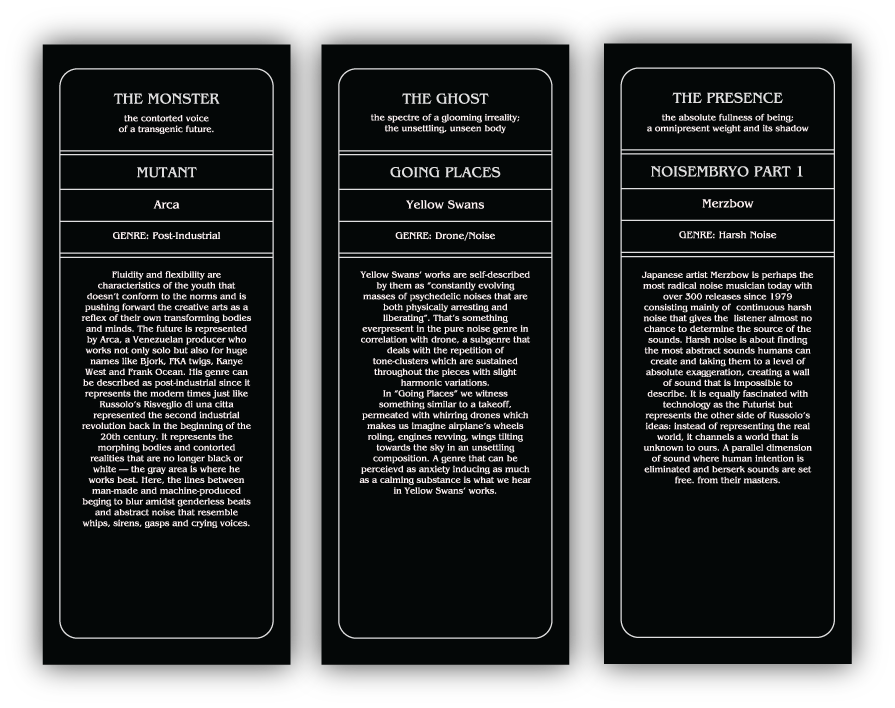 THE MONSTER
the contorted voice
of a transgenic future.
MUTANT
Arca
GENRE: Post-Industrial
Fluidity and flexibility are
characteristics of the youth that
doesn't conform to the norms and is
pushing forward the creative arts as a
reflex of their own transforming bodies
and minds. The future is represented
by Arca, a Venezuelan producer who
works not only solo but also for huge
names like Bjork, FKA twigs, Kanye
West and Frank Ocean. His genre can
be described as post-industrial since it
represents the modern times just like
Russolo's Risveglio di una citta
represented the second industrial
revolution back in the beginning of the
20th century. It represents the
morphing bodies and contorted
realities that are no longer black or
white — the gray area is where he
works best. Here, the lines between
man-made and machine-produced
beging to blur amidst genderless beats
and abstract noise that resemble
whips, sirens, gasps and crying voices.
THE GHOST
the spectre of a glooming irreality;
the unsettling, unseen body
GOING PLACES
Yellow Swans
GENRE: Drone/Noise
Yellow Swans' works are self-described
by them as "constantly evolving
masses of psychedelic noises that are
both physically arresting and
liberating". That's something
everpresent in the pure noise genre in
correlation with drone, a subgenre that
deals with the repetition of
tone-clusters which are sustained
throughout the pieces with slight
harmonic variations.
In "Going Places" we witness
something similar to a takeoff,
permeated with whirring drones which
makes us imagine airplane's wheels
roling, engines revving, wings tilting
towards the sky in an unsettling
composition. A genre that can be
perceievd as anxiety inducing as much
as a calming substance is what we hear
in Yellow Swans' works.
THE PRESENCE
the absolute fullness of being;
a omnipresent weight and its shadow
NOISEMBRYO PART 1
Merzbow
GENRE: Harsh Noise
Japanese artist Merzbow is perhaps the
most radical noise musician today with
over 300 releases since 1979
consisting mainly of continuous harsh
noise that gives the listener almost no
chance to determine the source of the
sounds. Harsh noise is about finding
the most abstract sounds humans can
create and taking them to a level of
absolute exaggeration, creating a wall
of sound that is impossible to
describe. It is equally fascinated with
technology as the Futurist but
represents the other side of Russolo's
ideas: instead of representing the real
world, it channels a world that is
unknown to ours. A parallel dimension
of sound where human intention is
eliminated and berserk sounds are set
free. from their masters.